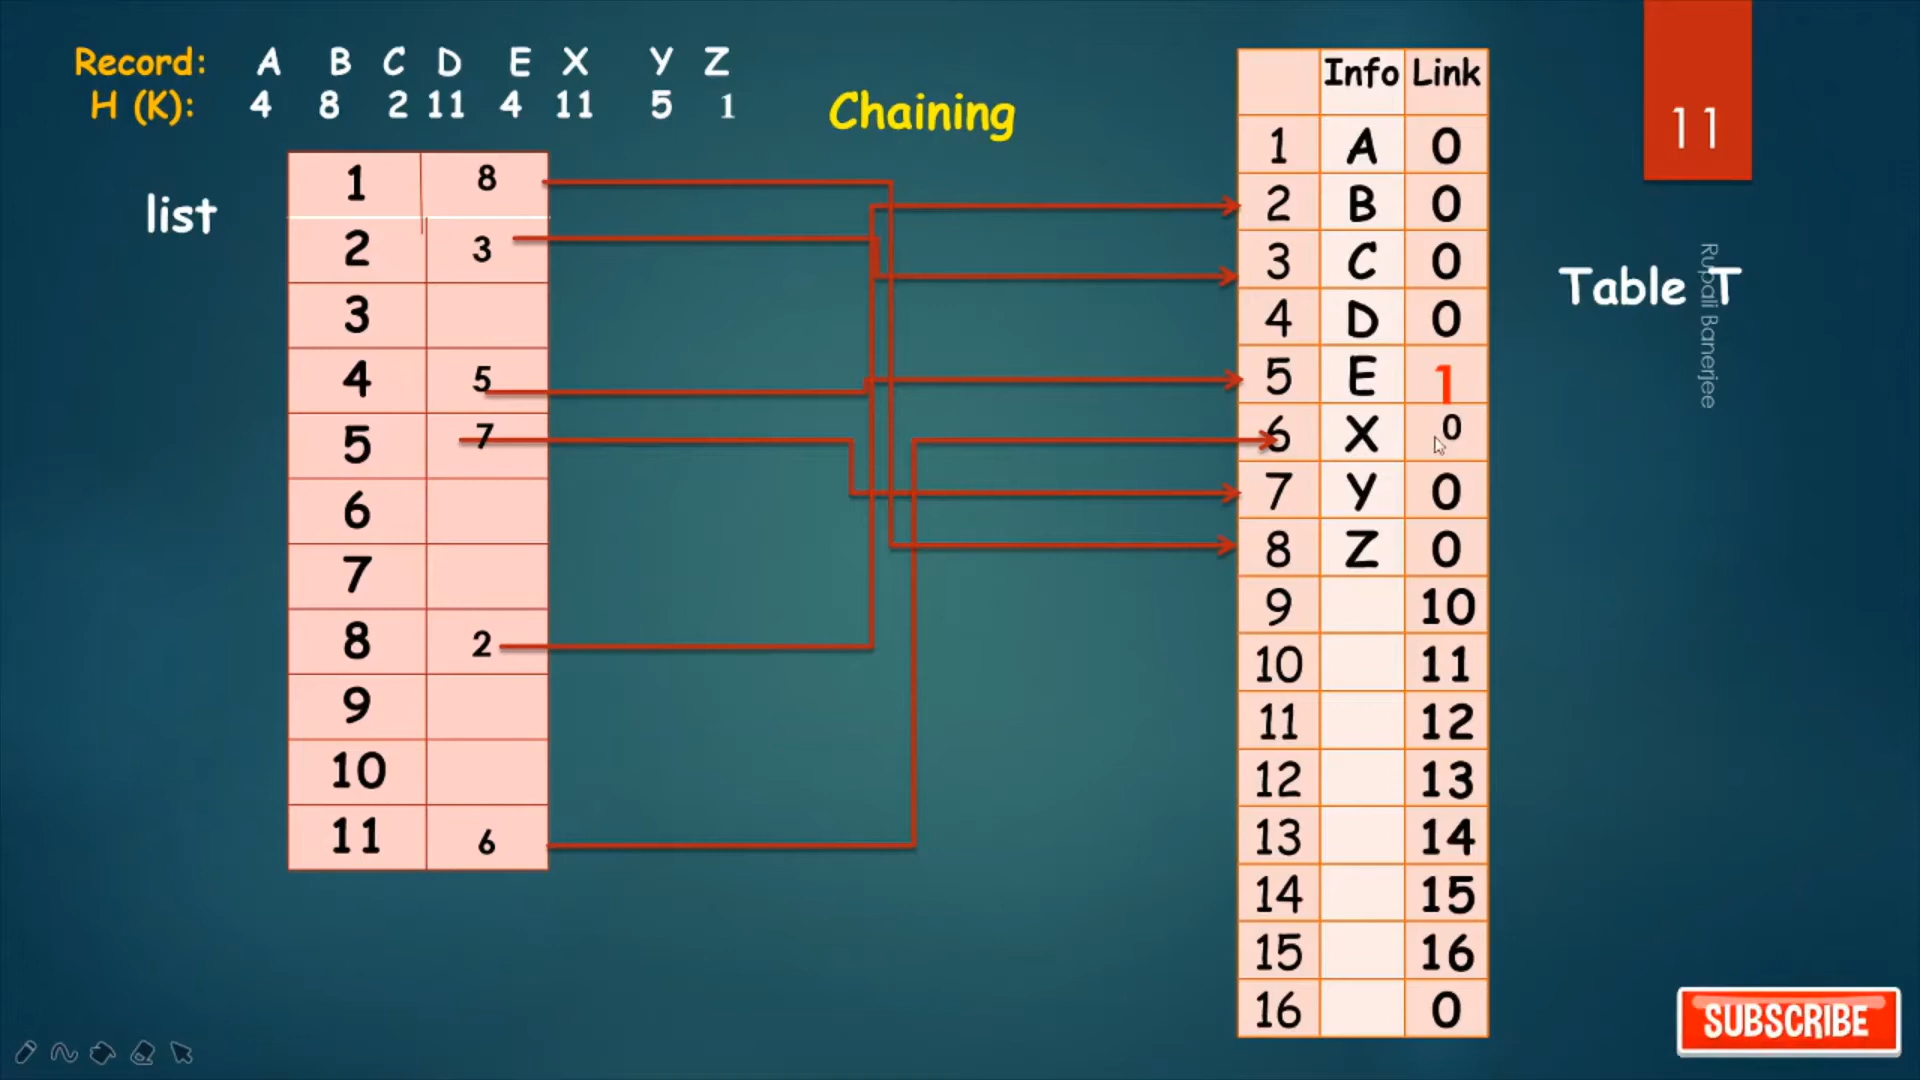 Record: A B C D E X Y Z
H (K): 4 8 2 11 4 11 5 1
Chaining
list
1 8
2 3
3
4 5
5 7
6
7
8 2
9
10
11 6
Info Link
1 A 0
2 B 0
3 C 0
4 D 0
5 E 1
6 X 0
7 Y 0
8 Z 0
9 10
10 11
11 12
12 13
13 14
14 15
15 16
16 0
Table T
11
Rupali Banerjee
SUBSCRIBE